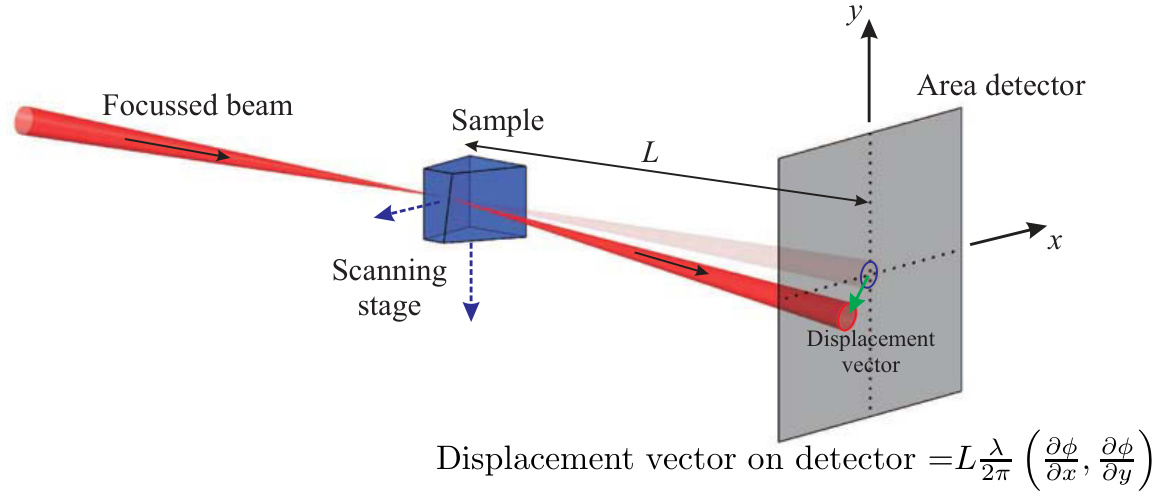 y
Area detector
Focussed beam
Sample
L
x
Scanning
stage
Displacement
vector
Displacement vector on detector =$L\frac{\lambda}{2\pi}\left(\frac{\partial\phi}{\partial x},\frac{\partial\phi}{\partial y}\right)$